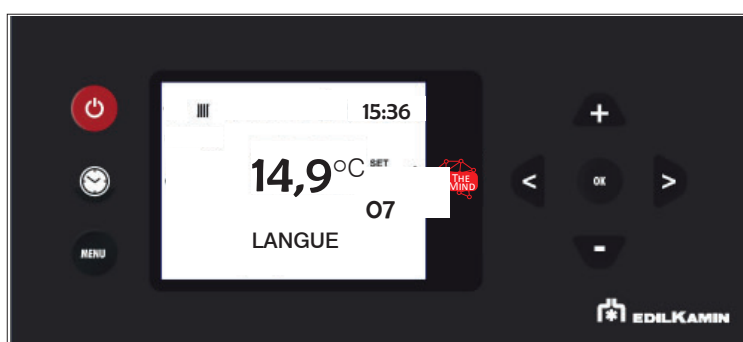 15:36
14,9°C SET
THE
MIND
07
LANGUE
MENU
OK
EDILKAMIN